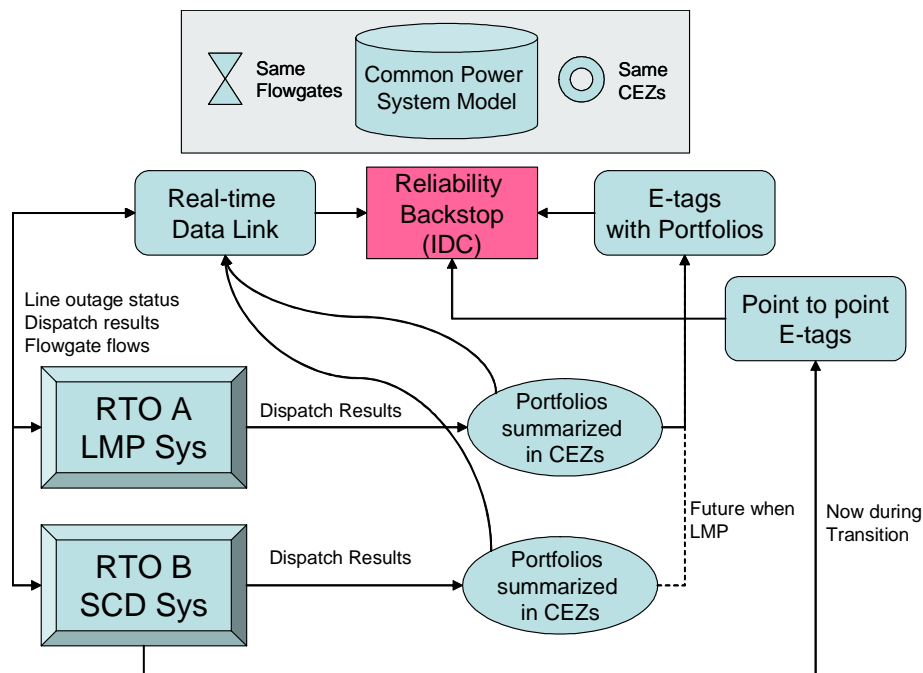 Same
Flowgates
Common Power
System Model
Same
CEZs
Real-time
Data Link
Reliability
Backstop
(IDC)
E-tags
with Portfolios
Point to point
E-tags
Line outage status
Dispatch results
Flowgate flows
RTO A
LMP Sys
Dispatch Results
Portfolios
summarized
in CEZs
Future when
LMP
Now during
Transition
RTO B
SCD Sys
Dispatch Results
Portfolios
summarized
in CEZs